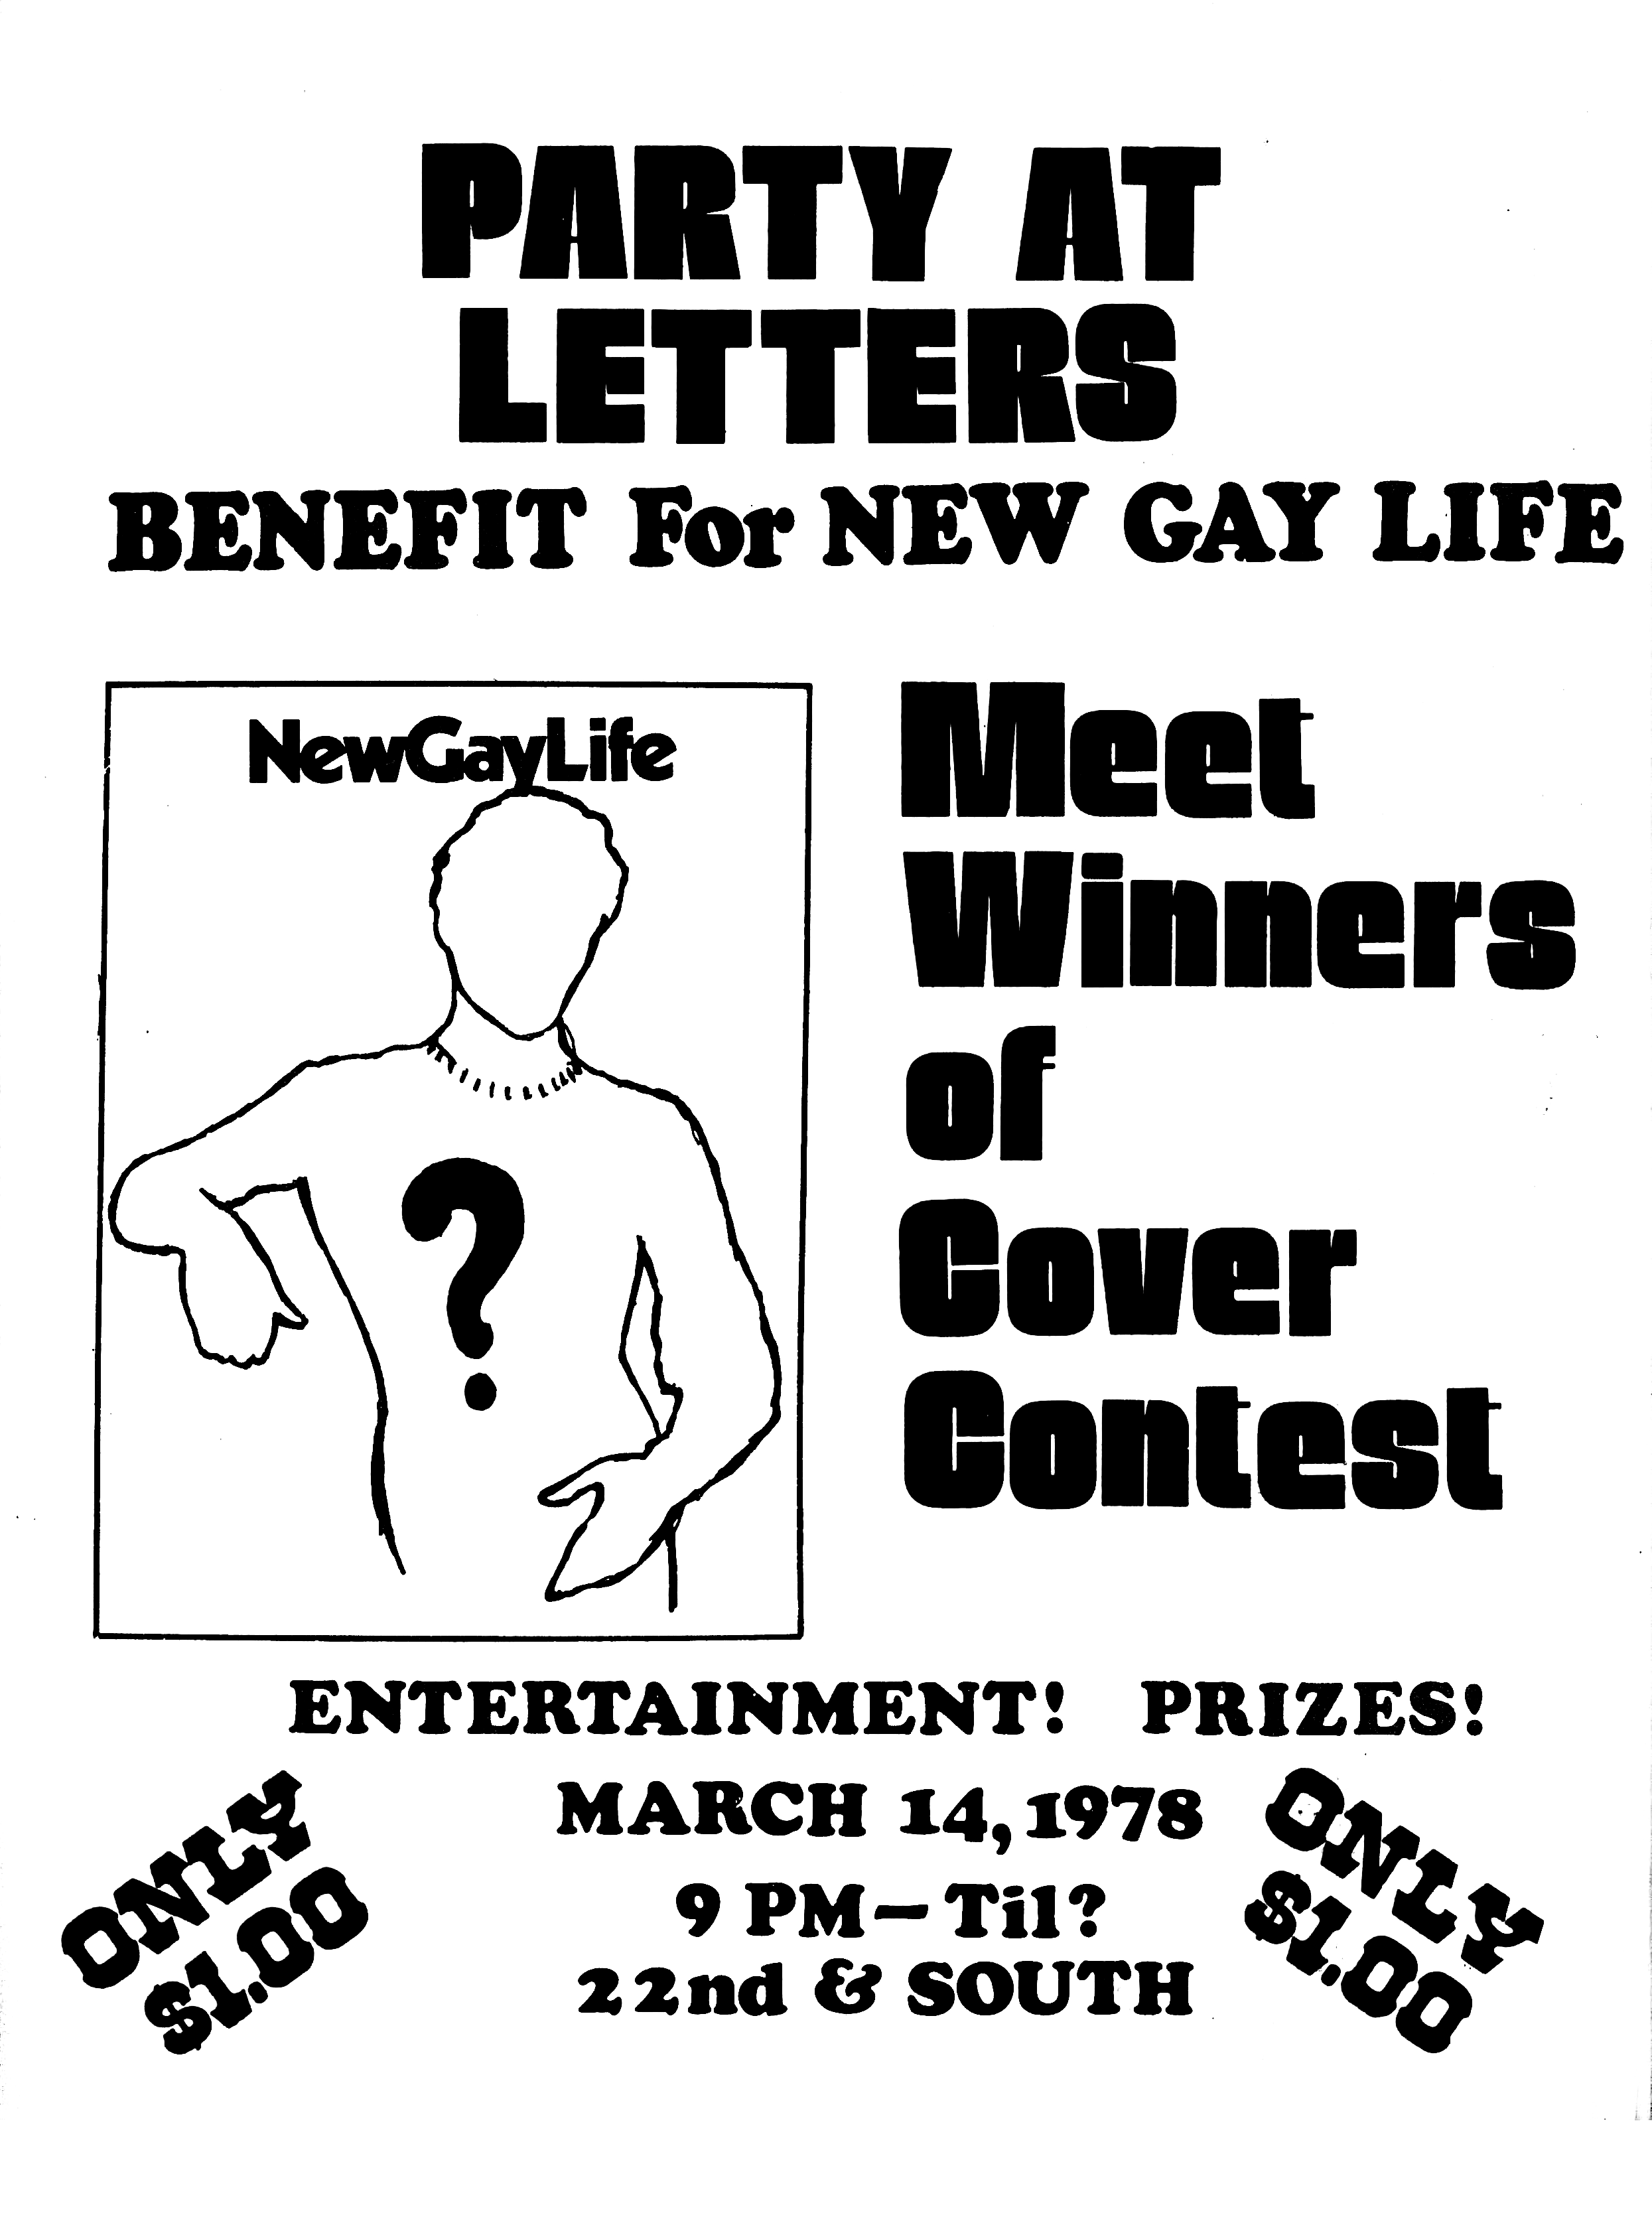 PARTY AT
LETTERS
BENEFIT For NEW GAY LIFE
NewGayLife
?
Meet
Winners
of
Cover
Contest
ENTERTAINMENT! PRIZES!
ONLY
$1.00
MARCH 14, 1978
9 PM – Til?
22nd & SOUTH
ONLY
$1.00